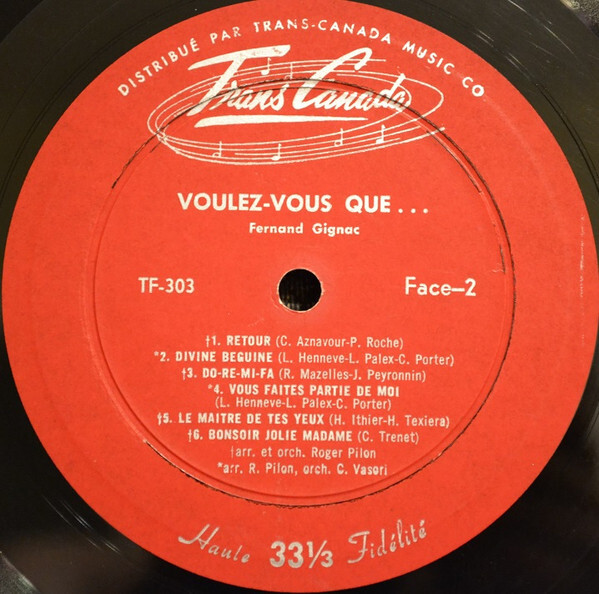 DISTRIBUÉ PAR TRANS-CANADA MUSIC CO
Trans Canada
VOULEZ-VOUS QUE...
Fernand Gignac
TF-303 Face-2
†1. RETOUR (C. Aznavour-P. Roche)
*2. DIVINE BEGUINE (L. Henneve-L. Palex-C. Porter)
†3. DO-RE-MI-FA (R. Mazelles-J. Peyronnin)
*4. VOUS FAITES PARTIE DE MOI
(L. Henneve-L. Palex-C. Porter)
†5. LE MAITRE DE TES YEUX (H. Ithier-H. Texiera)
†6. BONSOIR JOLIE MADAME (C. Trenet)
†arr. et orch. Roger Pilon
*arr. R. Pilon, orch. C. Vasori
Haute 33⅓ Fidélité